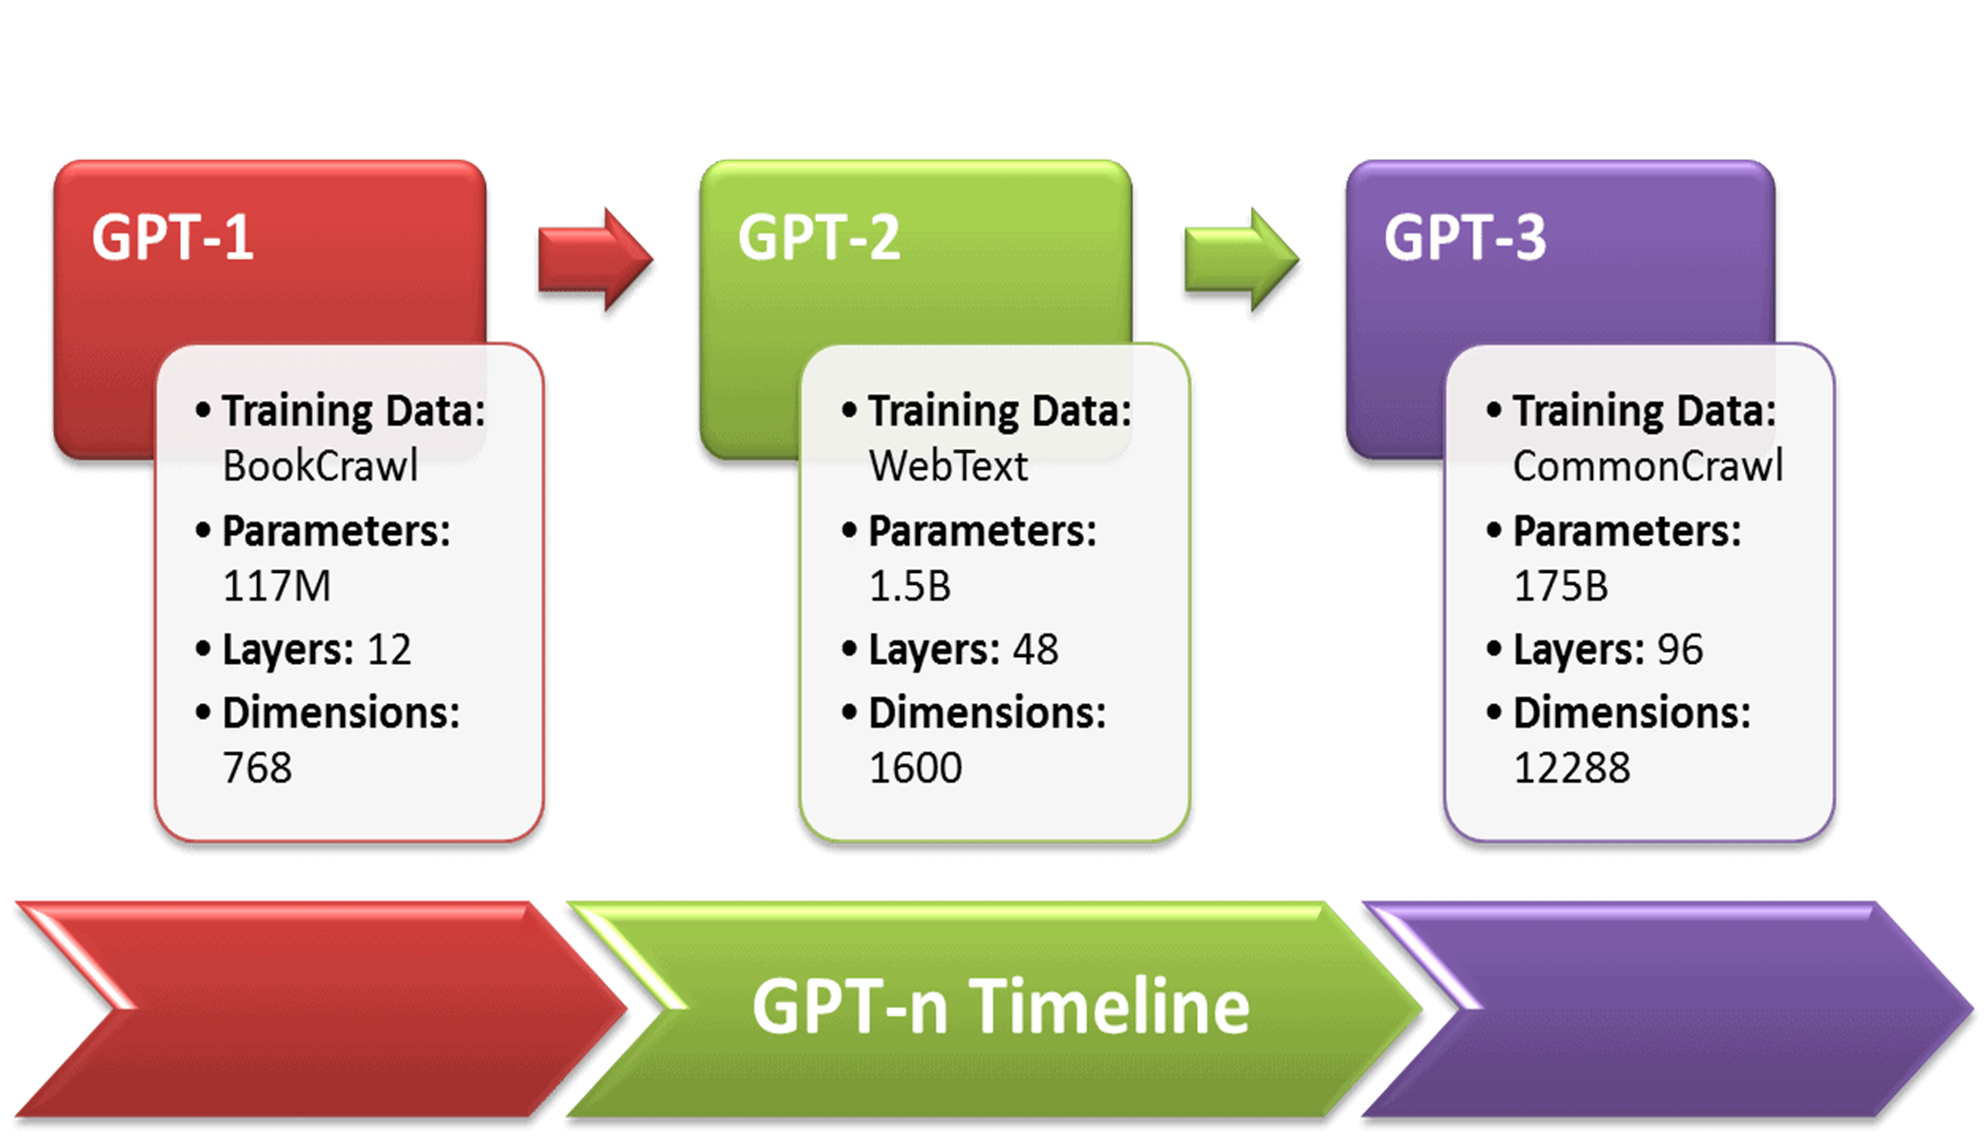 GPT-1
• Training Data:
BookCrawl
• Parameters:
117M
• Layers: 12
• Dimensions:
768
GPT-2
• Training Data:
WebText
• Parameters:
1.5B
• Layers: 48
• Dimensions:
1600
GPT-3
• Training Data:
CommonCrawl
• Parameters:
175B
• Layers: 96
• Dimensions:
12288
GPT-n Timeline